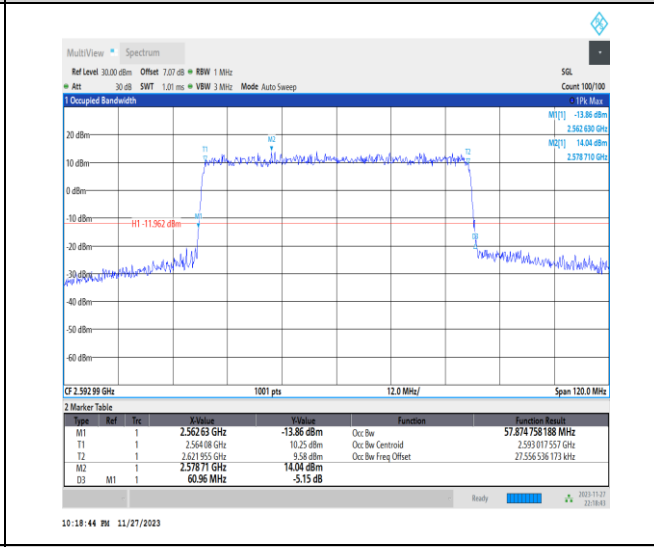 MultiView Spectrum
Ref Level 30.00 dBm Offset 7.07 dB RBW 1 MHz SGL
Att 30 dB SWT 1.01 ms VBW 3 MHz Mode Auto Sweep Count 100/100
1 Occupied Bandwidth 1Pk Max
M1[1] -13.86 dBm
2.562 630 GHz
M2[1] 14.04 dBm
2.578 710 GHz
20 dBm
T1 M2 T2
10 dBm
0 dBm
-10 dBm M1
H1 -11.962 dBm
-20 dBm D3
-30 dBm
-40 dBm
-50 dBm
-60 dBm
CF 2.592 99 GHz 1001 pts 12.0 MHz/ Span 120.0 MHz
2 Marker Table
Type Ref Trc X-Value Y-Value Function Function Result
M1 1 2.562 63 GHz -13.86 dBm Occ Bw 57.874 758 188 MHz
T1 1 2.564 08 GHz 10.25 dBm Occ Bw Centroid 2.593 017 557 GHz
T2 1 2.621 955 GHz 9.58 dBm Occ Bw Freq Offset 27.556 536 173 kHz
M2 1 2.578 71 GHz 14.04 dBm
D3 M1 1 60.96 MHz -5.15 dB
Ready 2023-11-27
22:18:43
10:18:44 PM 11/27/2023